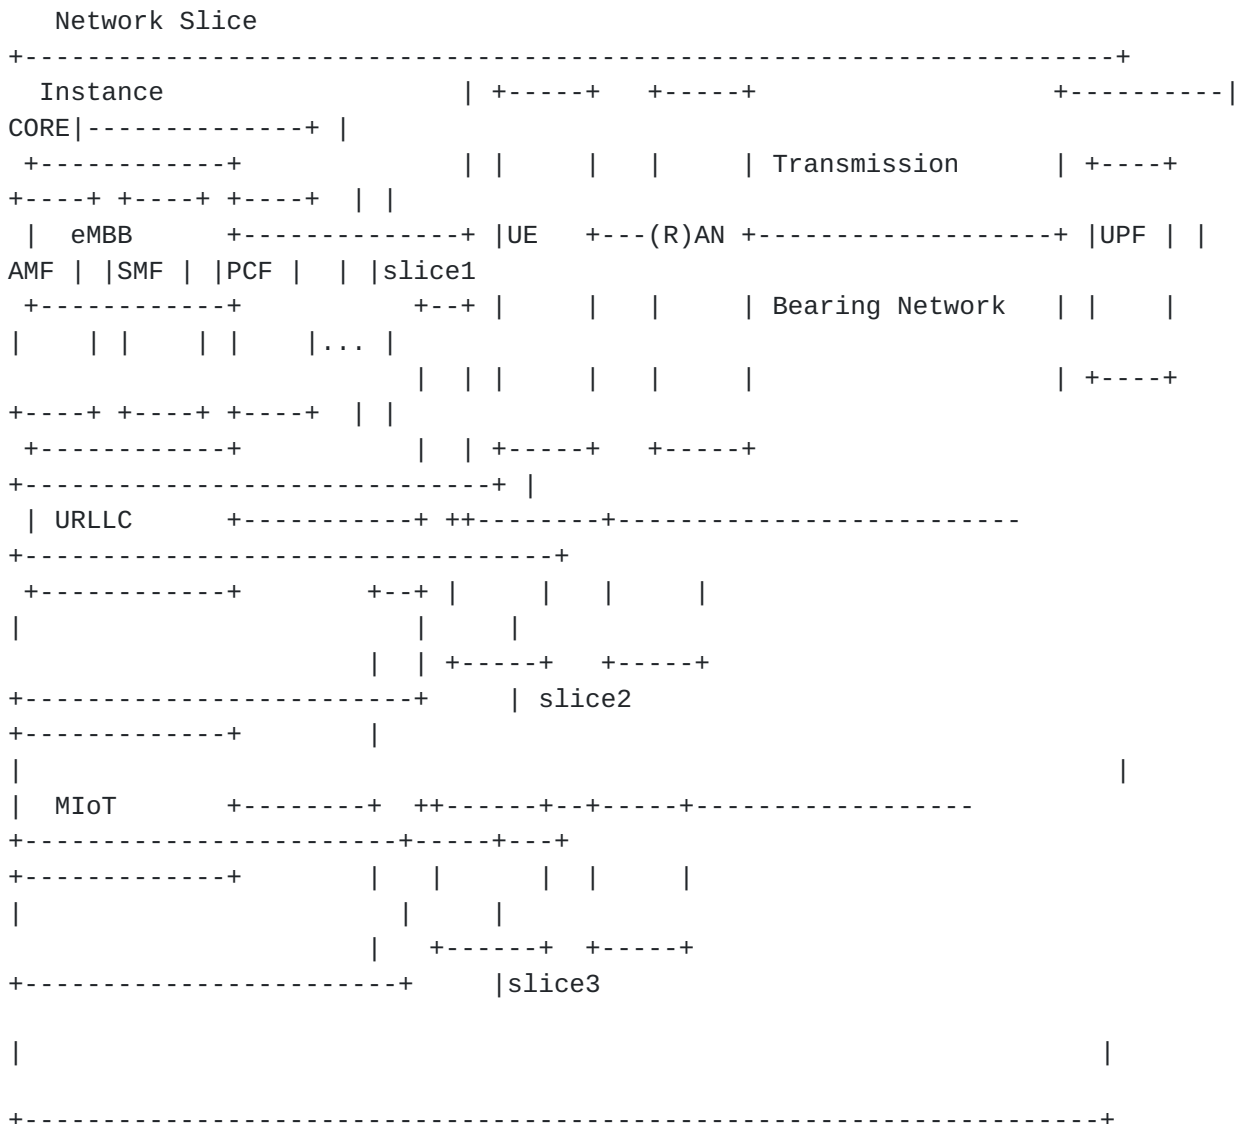 Network Slice
+----------------------------------------------------------------------+
  Instance                   | +-----+   +-----+                   +----------|
CORE|--------------+ |
 +------------+              | |     |   |     | Transmission      | +----+
+----+ +----+ +----+  | |
 |  eMBB      +--------------+ |UE   +---(R)AN +-------------------+ |UPF | |
AMF | |SMF | |PCF |  | |slice1
 +------------+           +--+ |     |   |     | Bearing Network   | |    |
|    | |    | |    |... |
                          |  | |     |   |     |                   | +----+
+----+ +----+ +----+  | |
 +------------+           |  | +-----+   +-----+
+------------------------------+ |
 | URLLC      +-----------+ ++--------+--------------------------
+----------------------------------+
 +------------+        +--+ |     |   |     |
|                         |     |
                       |  | +-----+   +-----+
+-------------------------+     | slice2
+-------------+        |
|                                                                      |
|  MIoT       +--------+  ++------+--+-----+------------------
+------------------------+-----+---+
+-------------+        |   |      |  |     |
|                        |     |
                       |   +------+  +-----+
+------------------------+     |slice3
|                                                                     |
+---------------------------------------------------------------------+